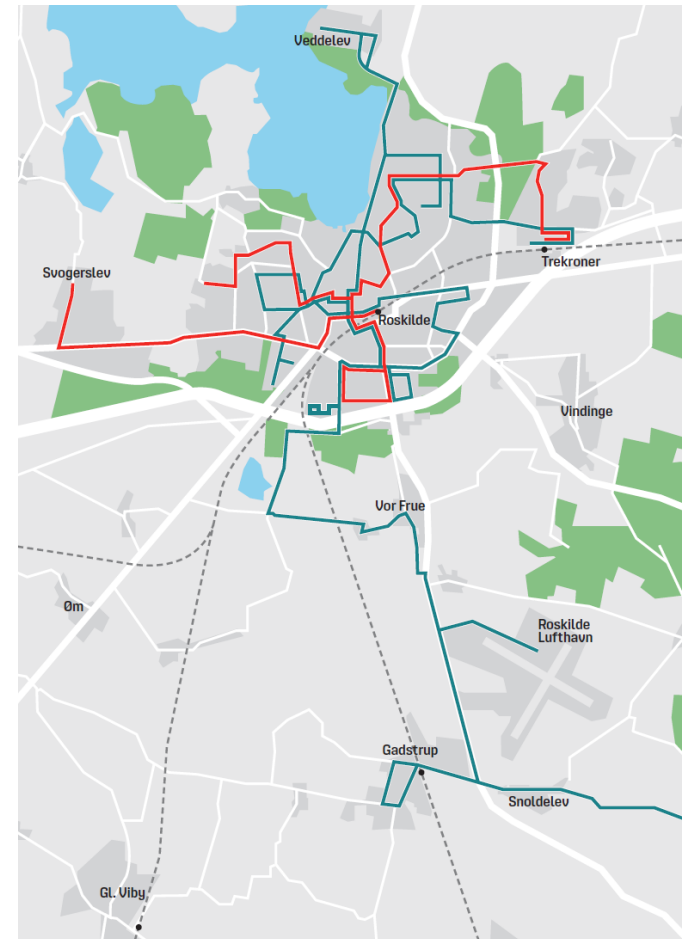 Veddelev
Svogerslev
Trekroner
Roskilde
Vindinge
Vor Frue
Øm
Roskilde
Lufthavn
Gadstrup
Snoldelev
Gl. Viby